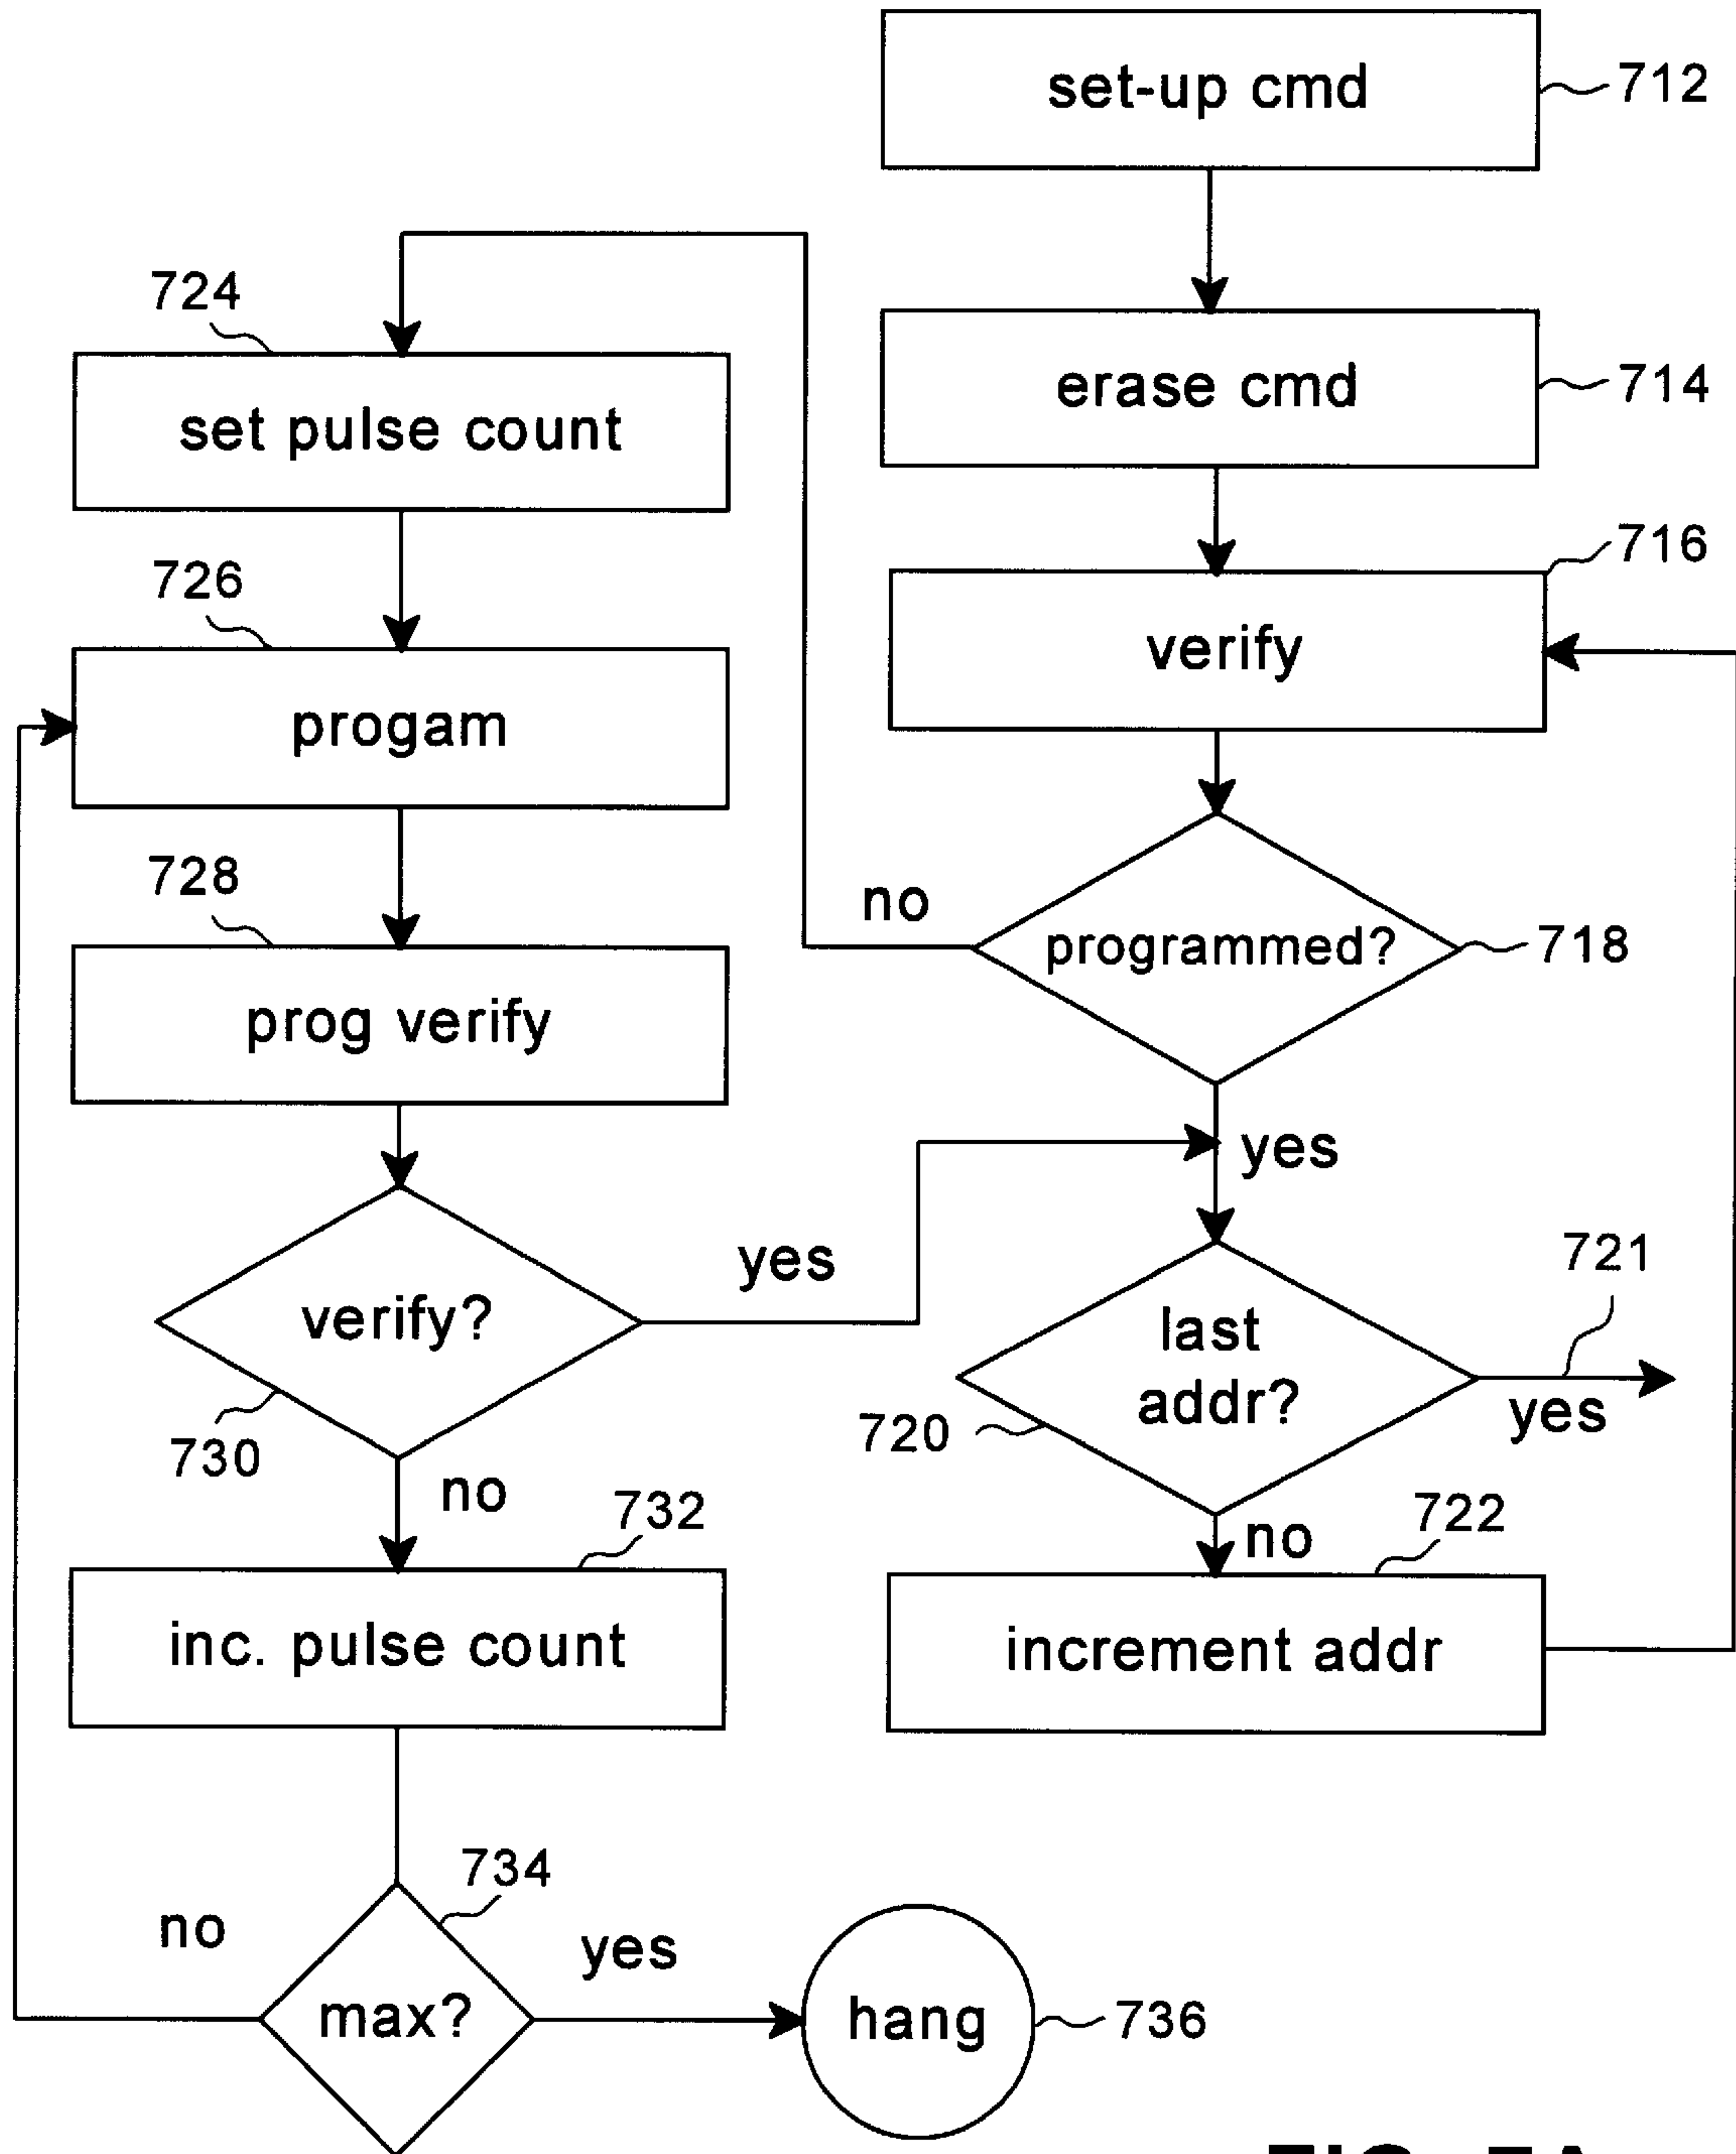 set-up cmd
712
erase cmd
714
724
set pulse count
716
verify
726
progam
728
prog verify
no
programmed?
718
yes
verify?
730
yes
last
addr?
720
721
yes
no
732
inc. pulse count
no
722
increment addr
734
no
max?
yes
hang
736